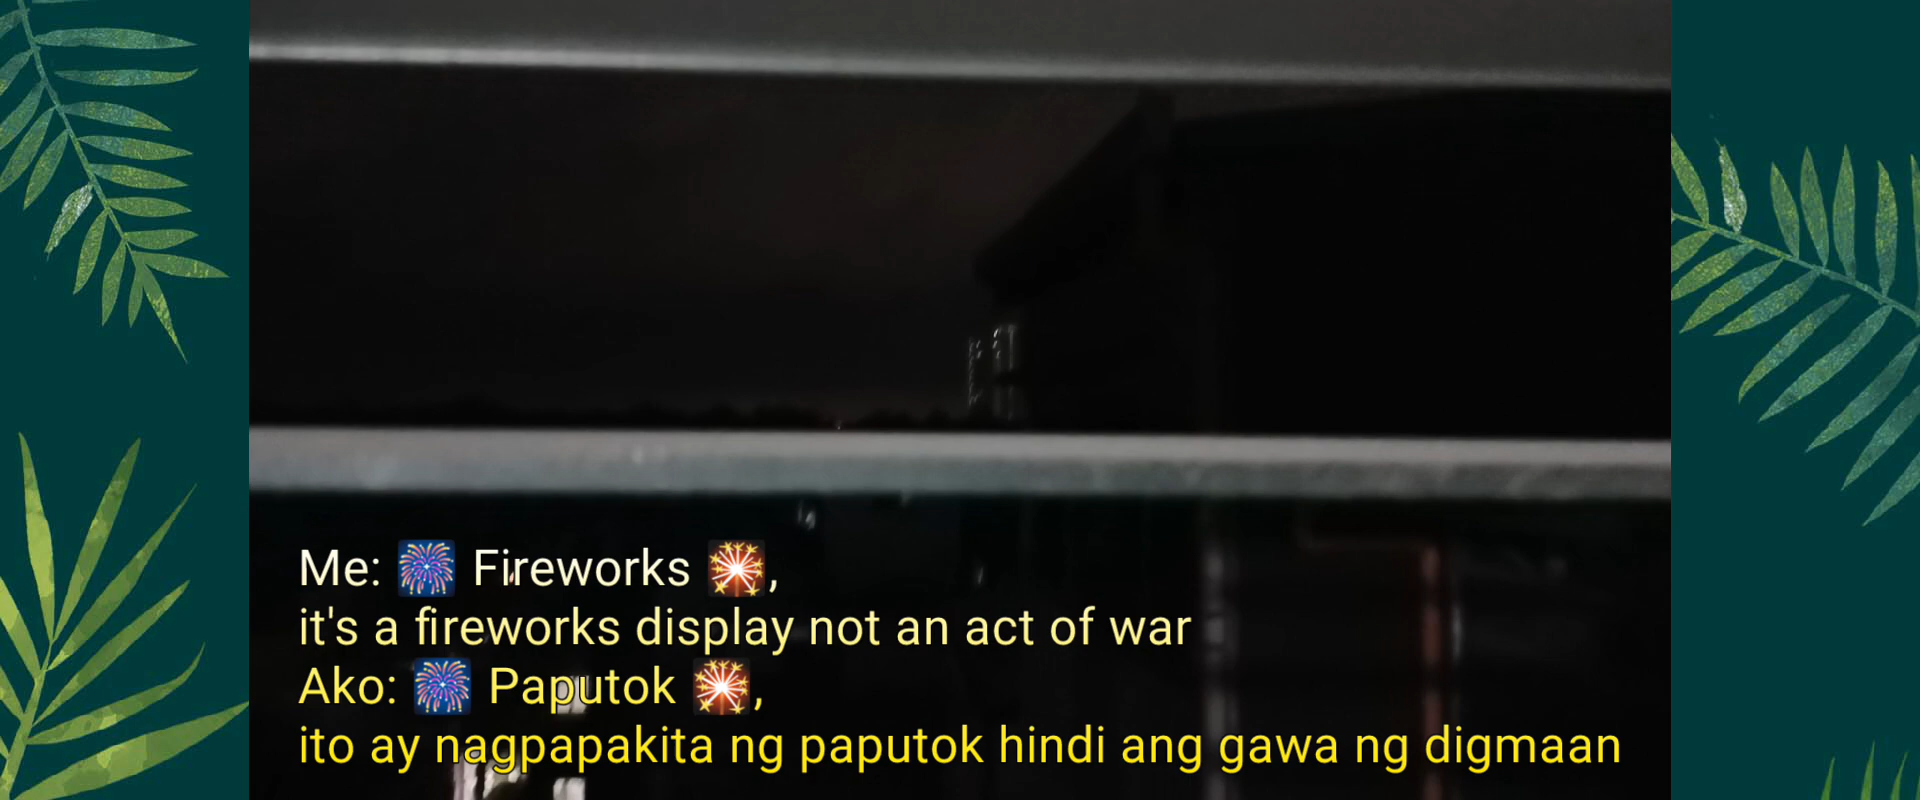 Me: 🎆 Fireworks 🎇,
it's a fireworks display not an act of war
Ako: 🎆 Paputok 🎇,
ito ay nagpapakita ng paputok hindi ang gawa ng digmaan